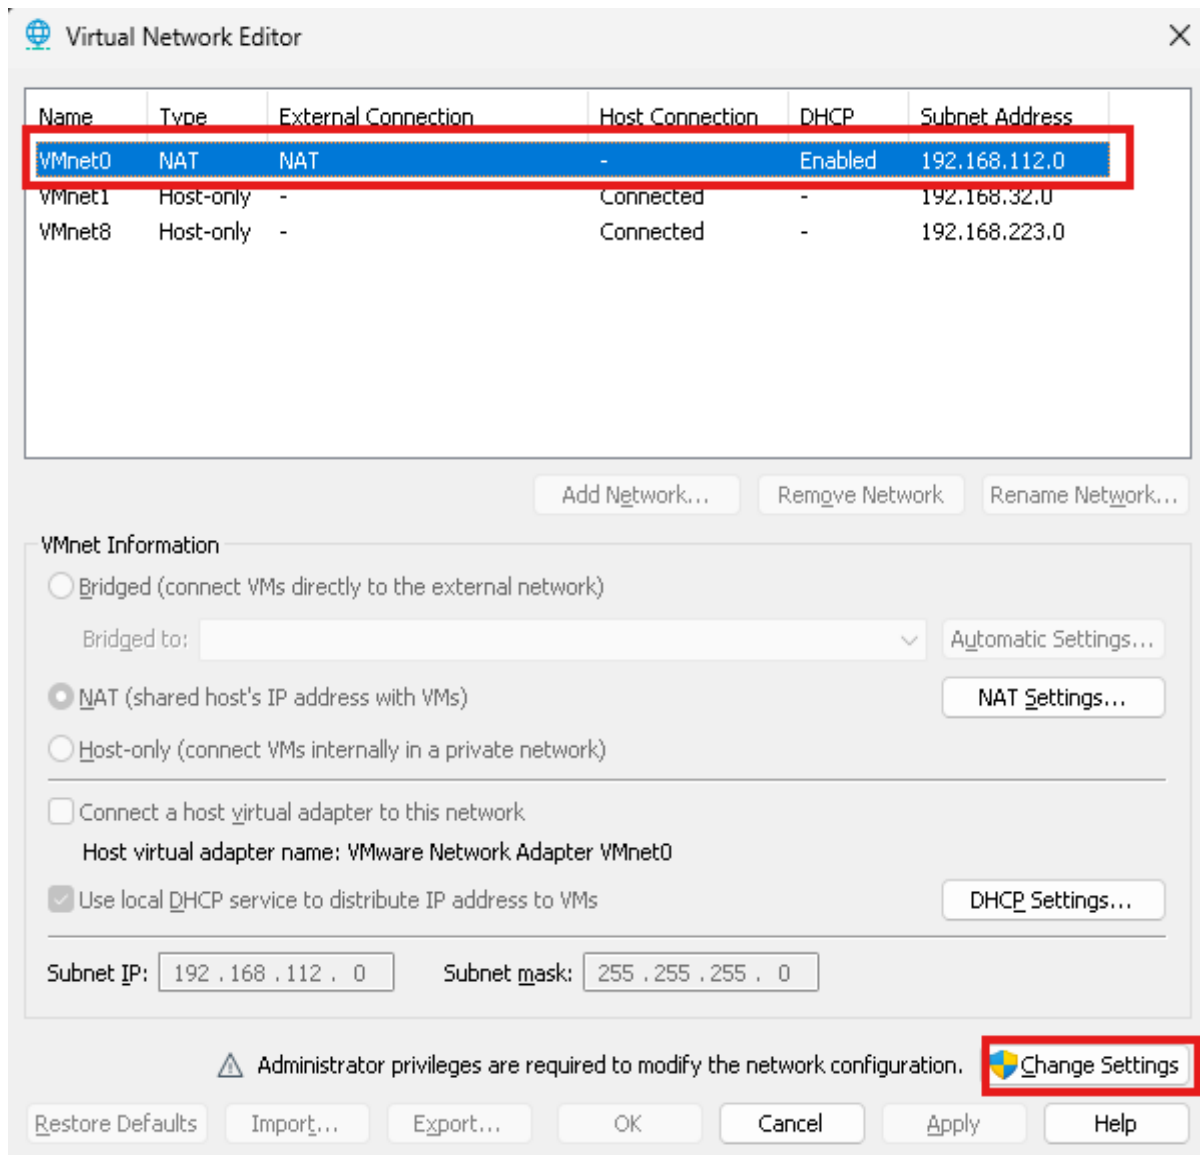 Virtual Network Editor
Name Type External Connection Host Connection DHCP Subnet Address
VMnet0 NAT NAT - Enabled 192.168.112.0
VMnet1 Host-only - Connected - 192.168.32.0
VMnet8 Host-only - Connected - 192.168.223.0
Add Network... Remove Network Rename Network...
VMnet Information
Bridged (connect VMs directly to the external network)
Bridged to: Automatic Settings...
NAT (shared host's IP address with VMs) NAT Settings...
Host-only (connect VMs internally in a private network)
Connect a host virtual adapter to this network
Host virtual adapter name: VMware Network Adapter VMnet0
Use local DHCP service to distribute IP address to VMs DHCP Settings...
Subnet IP: 192 . 168 . 112 . 0 Subnet mask: 255 . 255 . 255 . 0
Administrator privileges are required to modify the network configuration. Change Settings
Restore Defaults Import... Export... OK Cancel Apply Help